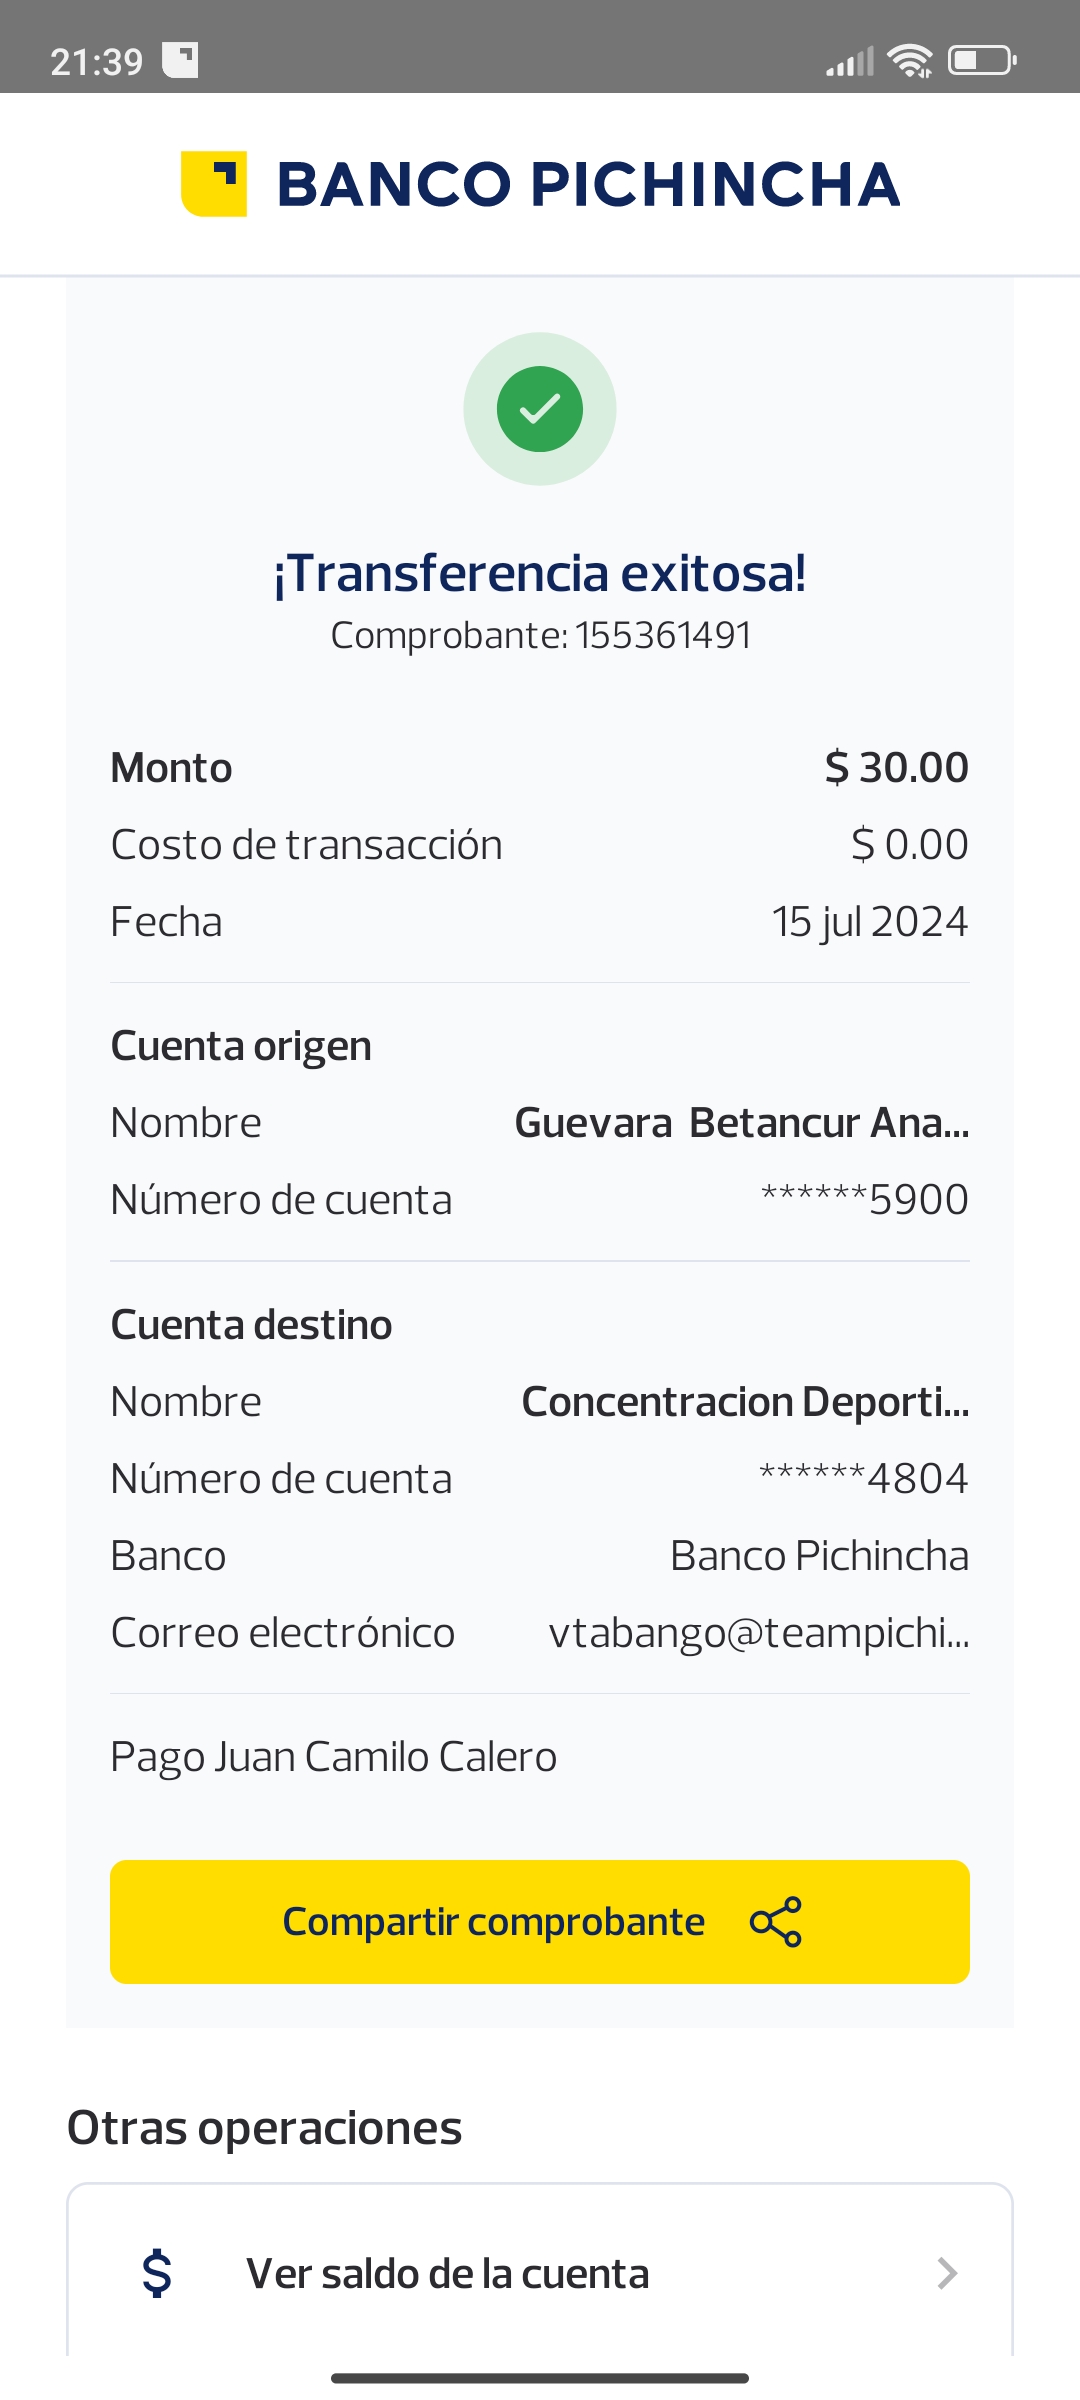 21:39
BANCO PICHINCHA
¡Transferencia exitosa!
Comprobante: 155361491
Monto $ 30.00
Costo de transacción $ 0.00
Fecha 15 jul 2024
Cuenta origen
Nombre Guevara  Betancur Ana...
Número de cuenta ******5900
Cuenta destino
Nombre Concentracion Deporti...
Número de cuenta ******4804
Banco Banco Pichincha
Correo electrónico vtabango@teampichi...
Pago Juan Camilo Calero
Compartir comprobante
Otras operaciones
$ Ver saldo de la cuenta